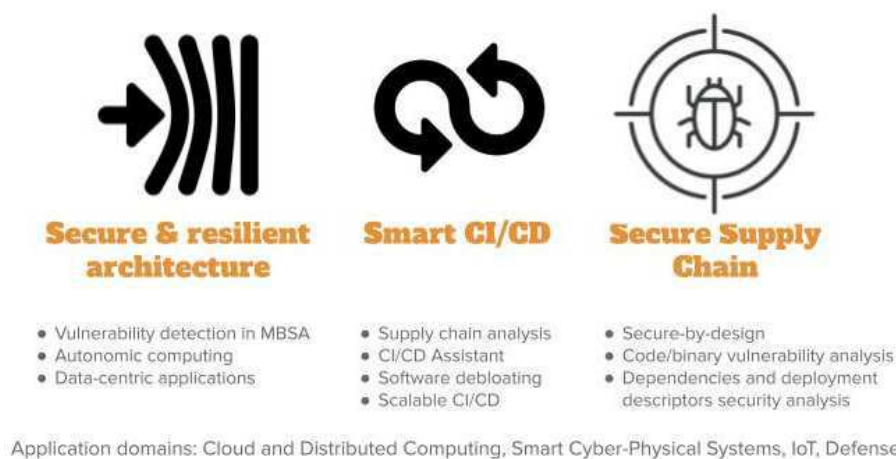 Secure & resilient
architecture
● Vulnerability detection in MBSA
● Autonomic computing
● Data-centric applications
Smart CI/CD
● Supply chain analysis
● CI/CD Assistant
● Software debloating
● Scalable CI/CD
Secure Supply
Chain
● Secure-by-design
● Code/binary vulnerability analysis
● Dependencies and deployment
descriptors security analysis
Application domains: Cloud and Distributed Computing, Smart Cyber-Physical Systems, IoT, Defense